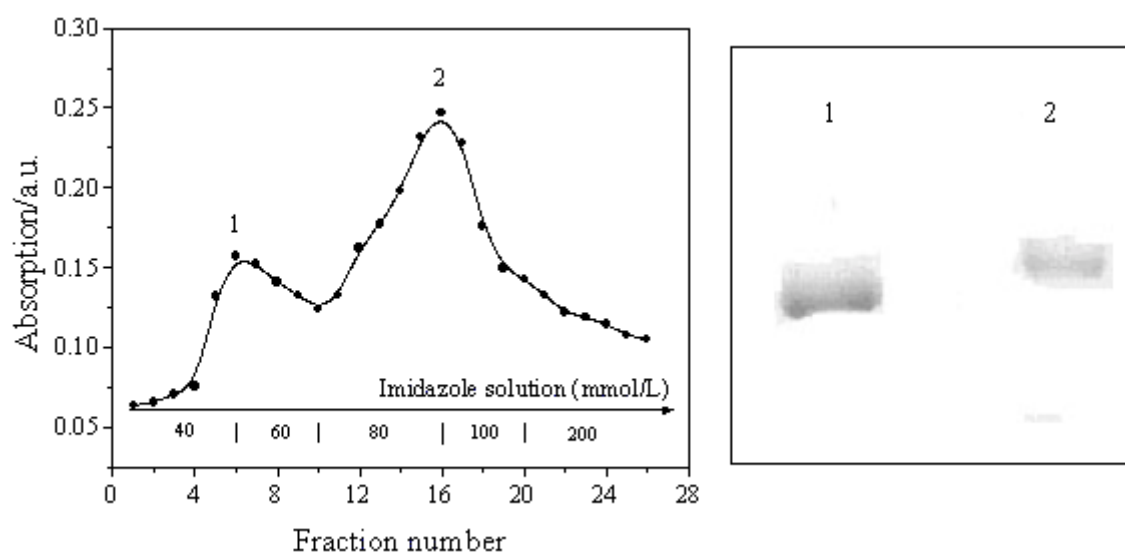 0.30
0.25
0.20
0.15
0.10
0.05
Absorption/a.u.
1
2
Imidazole solution (mmol/L)
40 | 60 | 80 | 100 | 200
0 4 8 12 16 20 24 28
Fraction number
1 2